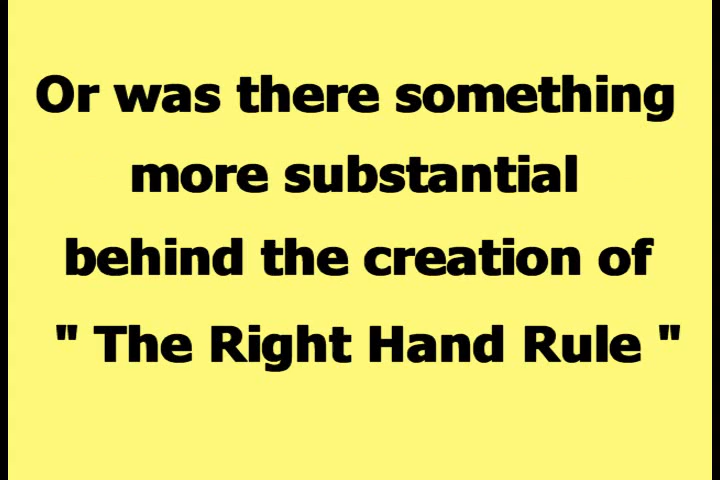 Or was there something
more substantial
behind the creation of
" The Right Hand Rule "